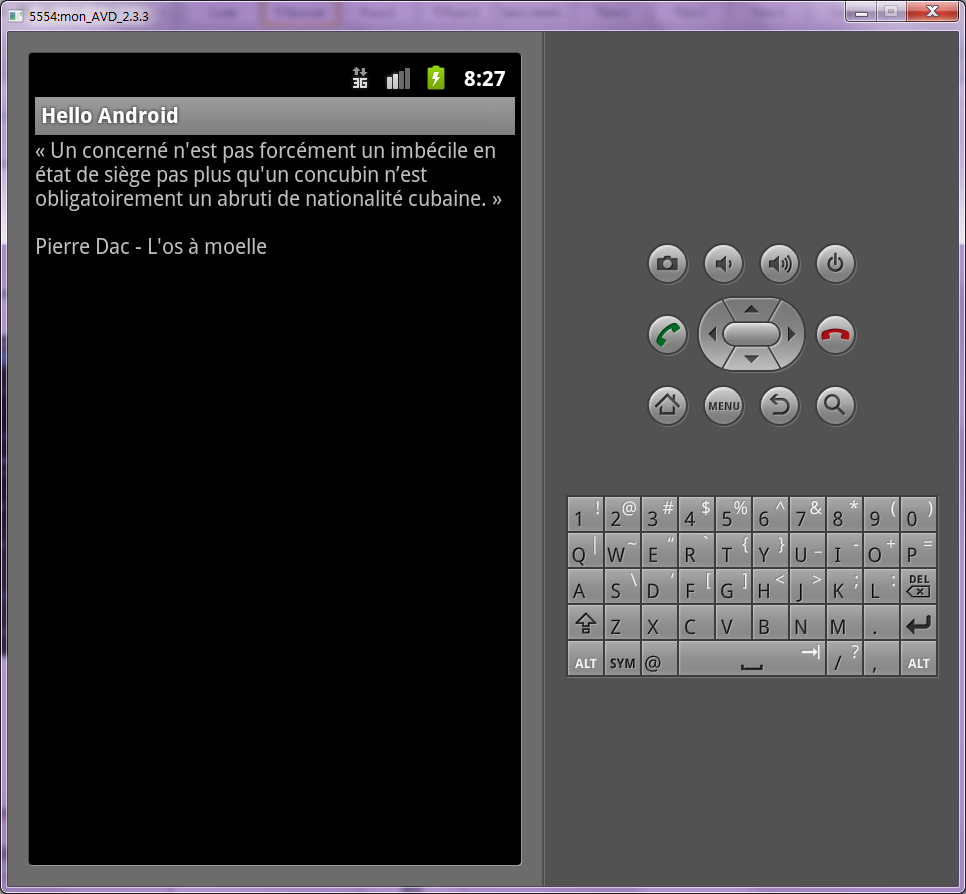 5554:mon_AVD_2.3.3
3G 8:27
Hello Android
« Un concerné n'est pas forcément un imbécile en
état de siège pas plus qu'un concubin n’est
obligatoirement un abruti de nationalité cubaine. »
Pierre Dac - L'os à moelle
MENU
1 ! 2 @ 3 # 4 $ 5 % 6 ^ 7 & 8 * 9 ( 0 )
Q | W ~ E “ R ` T { Y } U _ I - O + P =
A S \ D ‘ F [ G ] H < J > K ; L : DEL
Z X C V B N M .
ALT SYM @ / ? , ALT